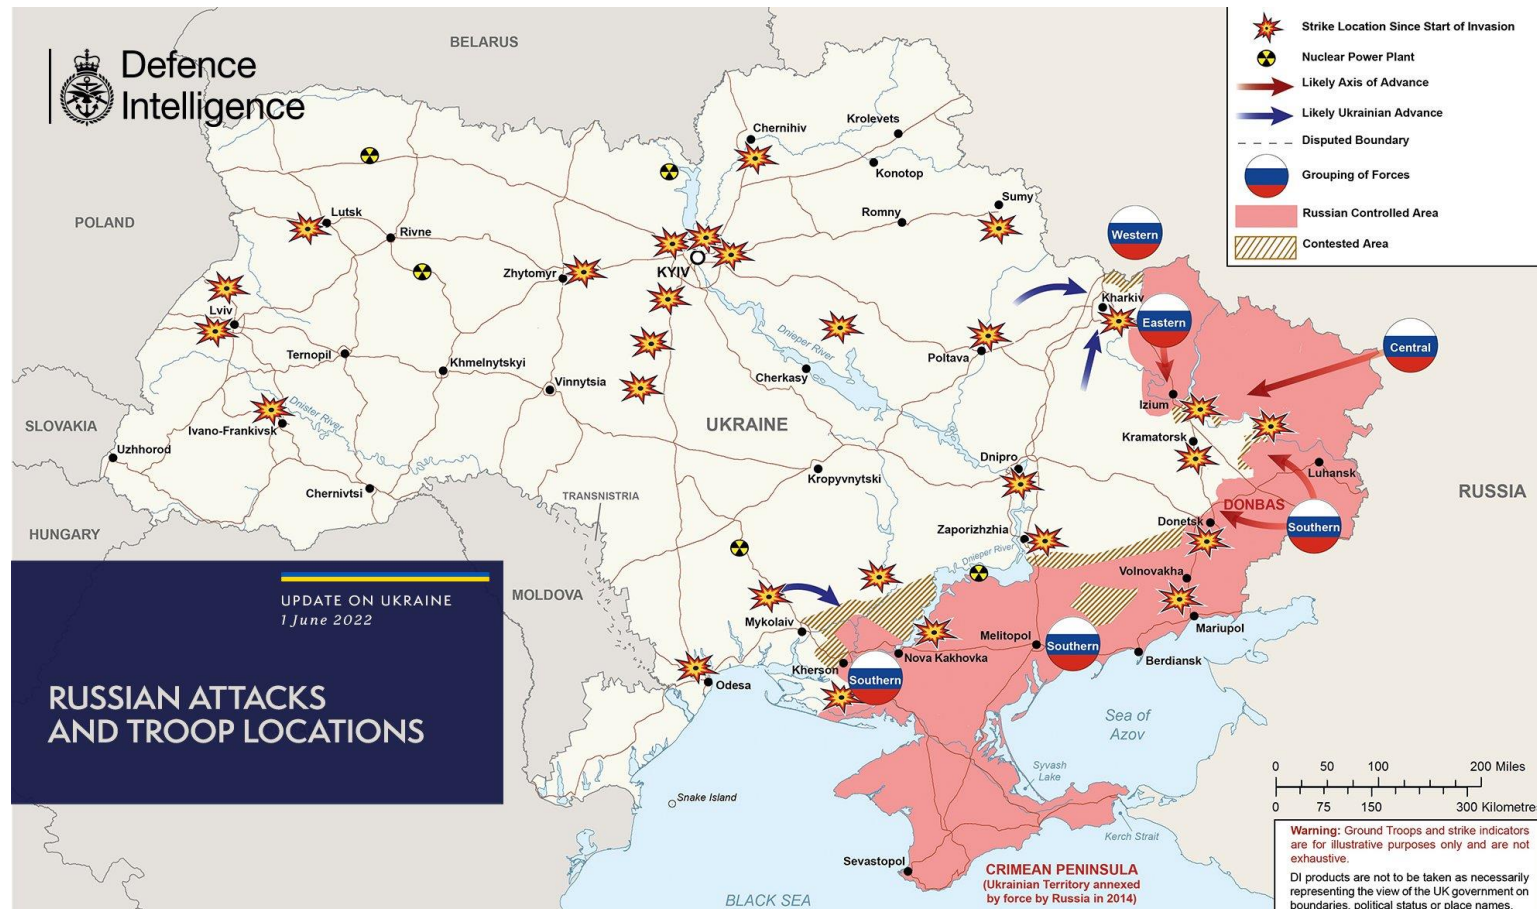 Defence
Intelligence
BELARUS
POLAND
SLOVAKIA
HUNGARY
MOLDOVA
TRANSNISTRIA
UKRAINE
RUSSIA
Chernihiv
Krolevets
Konotop
Sumy
Romny
Lutsk
Rivne
Zhytomyr
KYIV
Lviv
Ternopil
Khmelnytskyi
Vinnytsia
Dnieper River
Cherkasy
Poltava
Kharkiv
Western
Eastern
Central
Izium
Kramatorsk
Luhansk
DONBAS
Southern
Donetsk
Dnister River
Ivano-Frankivsk
Uzhhorod
Chernivtsi
Kropyvnytski
Dnipro
Zaporizhzhia
Dnieper River
Volnovakha
Mariupol
Berdiansk
Melitopol
Southern
Mykolaiv
Kherson
Southern
Nova Kakhovka
Odesa
Snake Island
Sea of
Azov
Syvash
Lake
Kerch Strait
Sevastopol
CRIMEAN PENINSULA
(Ukrainian Territory annexed
by force by Russia in 2014)
BLACK SEA
UPDATE ON UKRAINE
1 June 2022
RUSSIAN ATTACKS
AND TROOP LOCATIONS
Strike Location Since Start of Invasion
Nuclear Power Plant
Likely Axis of Advance
Likely Ukrainian Advance
Disputed Boundary
Grouping of Forces
Russian Controlled Area
Contested Area
0 50 100 200 Miles
0 75 150 300 Kilometre
Warning: Ground Troops and strike indicators
are for illustrative purposes only and are not
exhaustive.
DI products are not to be taken as necessarily
representing the view of the UK government on
boundaries, political status or place names.